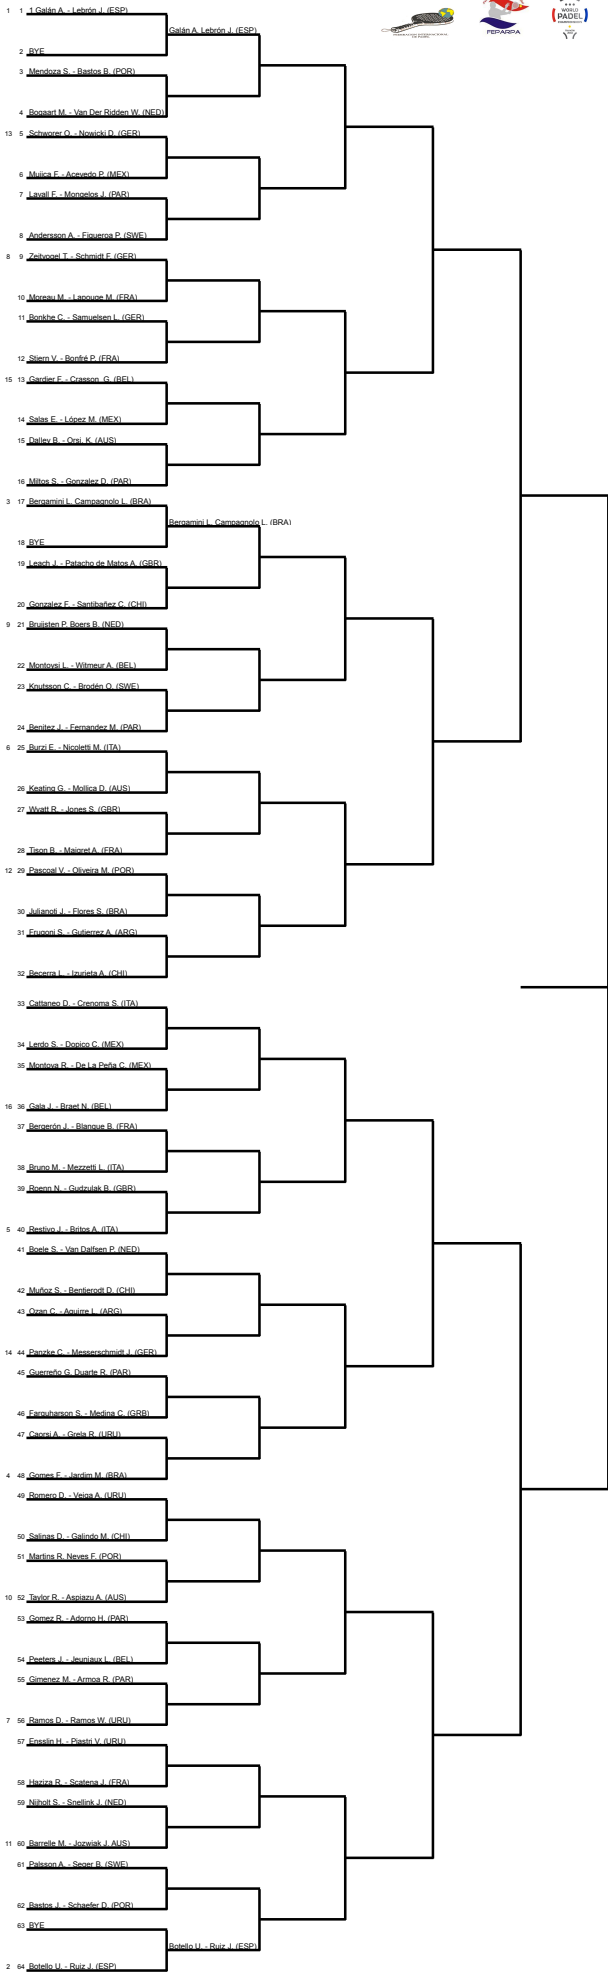 WORLD
PADEL
FEDERACION INTERNACIONAL
DE PADEL
FEPARPA
1 1 1 Galán A. - Lebrón J. (ESP)
Galán A. Lebrón J. (ESP)
2 BYE
3 Mendoza S. - Bastos B. (POR)
4 Bogaart M. - Van Der Ridden W. (NED)
13 5 Schworer O. - Nowicki D. (GER)
6 Mujica F. - Acevedo P. (MEX)
7 Lavall F. - Mongelos J. (PAR)
8 Andersson A. - Figueroa P. (SWE)
8 9 Zeitvogel T. - Schmidt F. (GER)
10 Moreau M. - Lapouge M. (FRA)
11 Bonkhe C. - Samuelsen L. (GER)
12 Stiern V. - Bonfré P. (FRA)
15 13 Gardier F. - Crasson G. (BEL)
14 Salas E. - López M. (MEX)
15 Dalley B. - Orsi. K. (AUS)
16 Miltos S. - Gonzalez D. (PAR)
3 17 Bergamini L. Campagnolo L. (BRA)
Bergamini L. Campagnolo L. (BRA)
18 BYE
19 Leach J. - Patacho de Matos A. (GBR)
20 Gonzalez F. - Santibañez C. (CHI)
9 21 Bruijsten P. Boers B. (NED)
22 Montoysi L. - Witmeur A. (BEL)
23 Knutsson C. - Brodén O. (SWE)
24 Benitez J. - Fernandez M. (PAR)
6 25 Burzi E. - Nicoletti M. (ITA)
26 Keating G. - Mollica D. (AUS)
27 Wyatt R. - Jones S. (GBR)
28 Tison B. - Maigret A. (FRA)
12 29 Pascoal V. - Oliveira M. (POR)
30 Julianoti J. - Flores S. (BRA)
31 Frugoni S. - Gutierrez A. (ARG)
32 Becerra L. - Izurieta A. (CHI)
33 Cattaneo D. - Crenoma S. (ITA)
34 Lerdo S. - Dopico C. (MEX)
35 Montoya R. - De La Peña C. (MEX)
16 36 Gala J. - Braet N. (BEL)
37 Bergerón J. - Blanque B. (FRA)
38 Bruno M. - Mezzetti L. (ITA)
39 Roenn N. - Gudzulak B. (GBR)
5 40 Restivo J. - Britos A. (ITA)
41 Boele S. - Van Dalfsen P. (NED)
42 Muñoz S. - Bentjerodt D. (CHI)
43 Ozan C. - Aguirre L. (ARG)
14 44 Panzke C. - Messerschmidt J. (GER)
45 Guerreño G. Duarte R. (PAR)
46 Farquharson S. - Medina C. (GRB)
47 Caorsi A. - Grela R. (URU)
4 48 Gomes F. - Jardim M. (BRA)
49 Romero D. - Veiga A. (URU)
50 Salinas D. - Galindo M. (CHI)
51 Martins R. Neves F. (POR)
10 52 Taylor R. - Aspiazu A. (AUS)
53 Gomez R. - Adorno H. (PAR)
54 Peeters J. - Jeuniaux L. (BEL)
55 Gimenez M. - Armoa R. (PAR)
7 56 Ramos D. - Ramos W. (URU)
57 Ensslin H. - Piastri V. (URU)
58 Haziza R. - Scatena J. (FRA)
59 Nijholt S. - Snellink J. (NED)
11 60 Barrelle M. - Jozwiak J. AUS)
61 Palsson A. - Seger B. (SWE)
62 Bastos J. - Schaefer D. (POR)
63 BYE
Botello U. - Ruiz J. (ESP)
2 64 Botello U. - Ruiz J. (ESP)